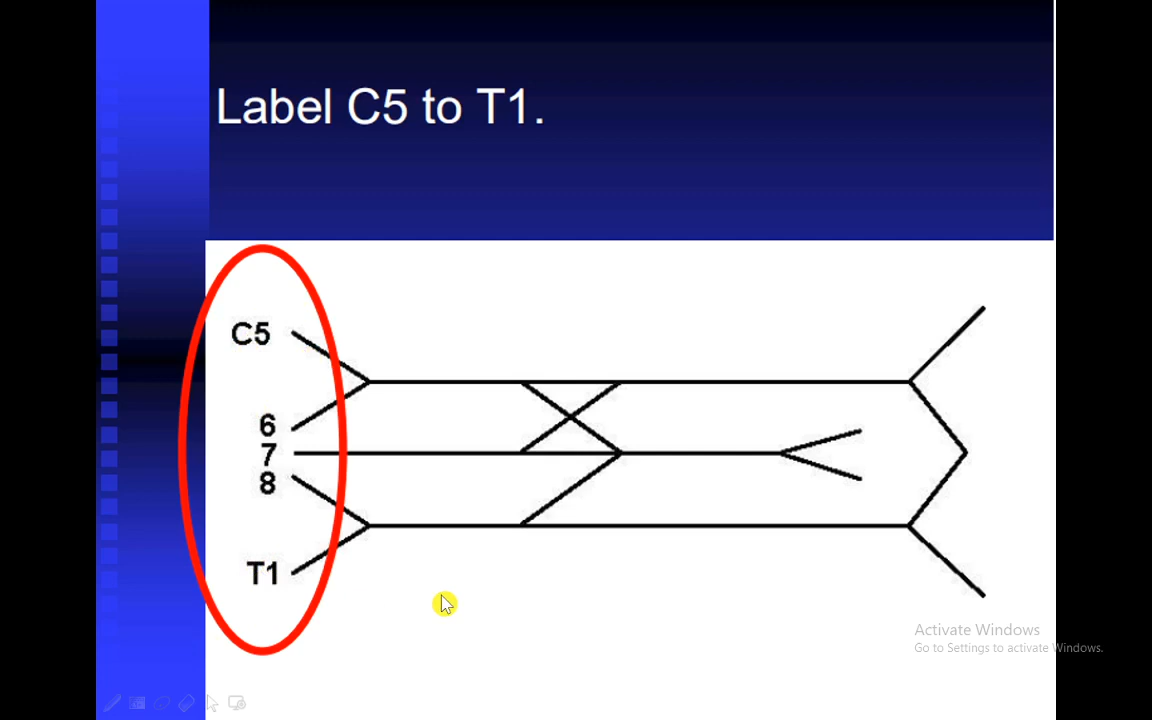 Label C5 to T1.
C5
6
7
8
T1
Activate Windows
Go to Settings to activate Windows.